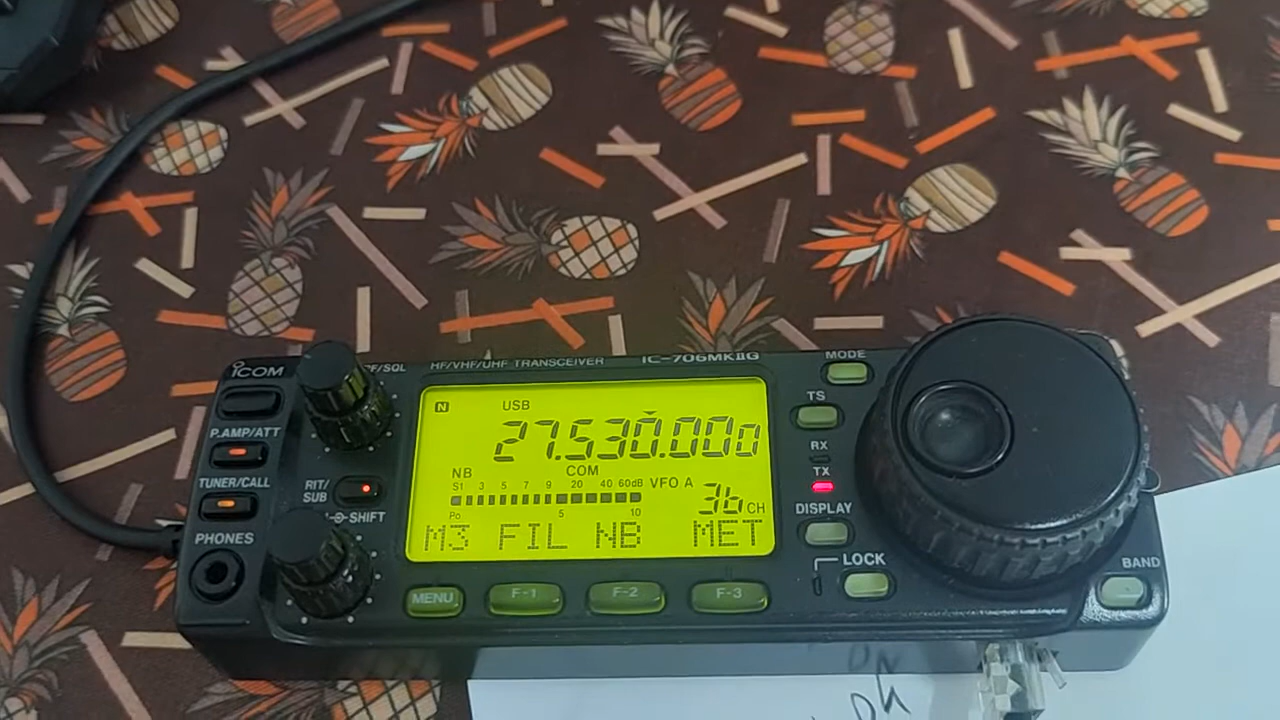 ICOM
RF/SQL
HF/VHF/UHF TRANSCEIVER
IC-706MKIIG
MODE
N
USB
27.530.000
TS
P.AMP/ATT
NB
COM
RX
S1 3 5 7 9 20 40 60dB
VFO A
36 CH
TX
TUNER/CALL
RIT/
SUB
SHIFT
Po 5 10
DISPLAY
PHONES
M3 FIL NB MET
LOCK
BAND
MENU
F-1
F-2
F-3